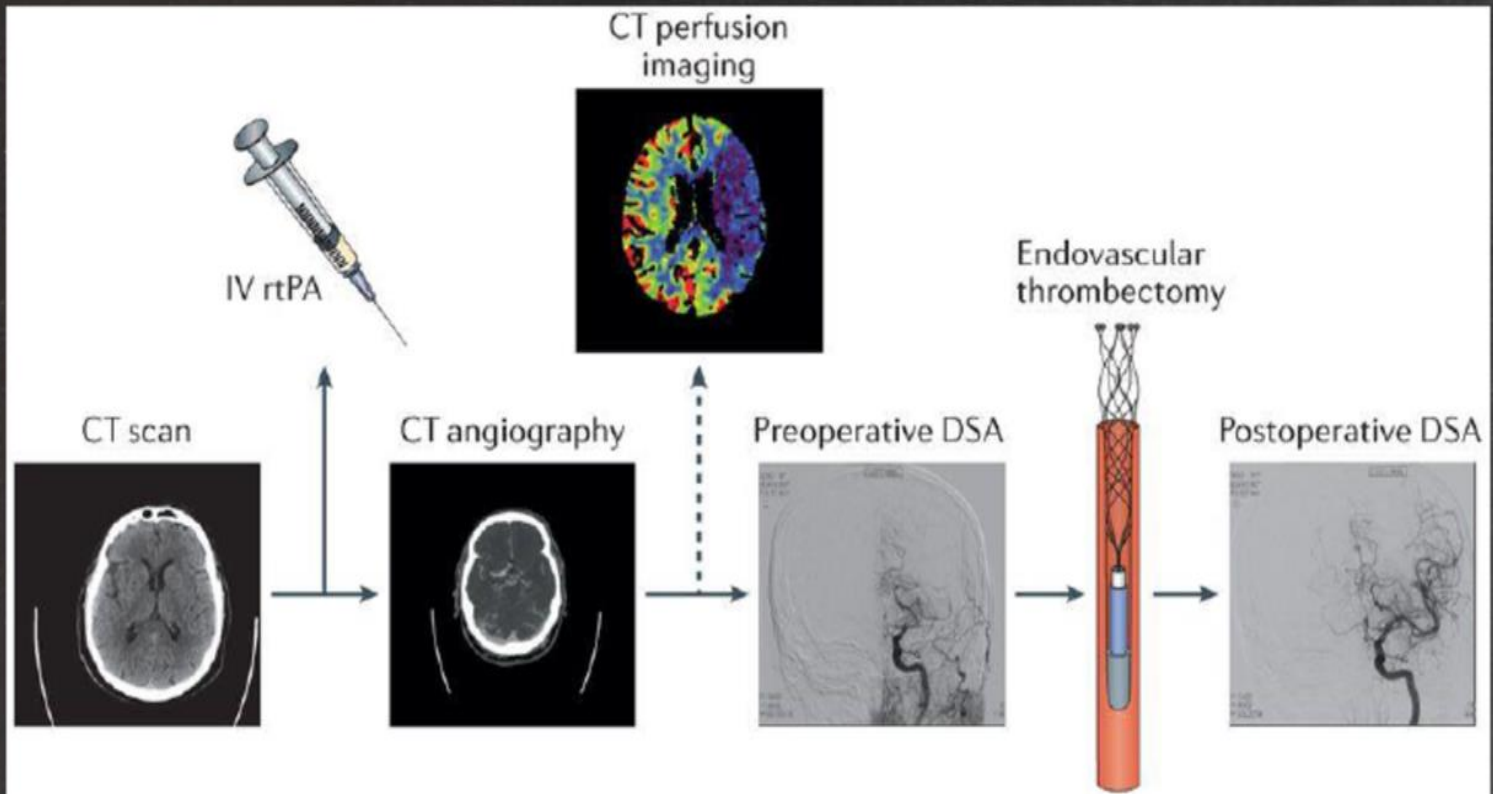 CT perfusion
imaging
IV rtPA
Endovascular
thrombectomy
CT scan
CT angiography
Preoperative DSA
Postoperative DSA